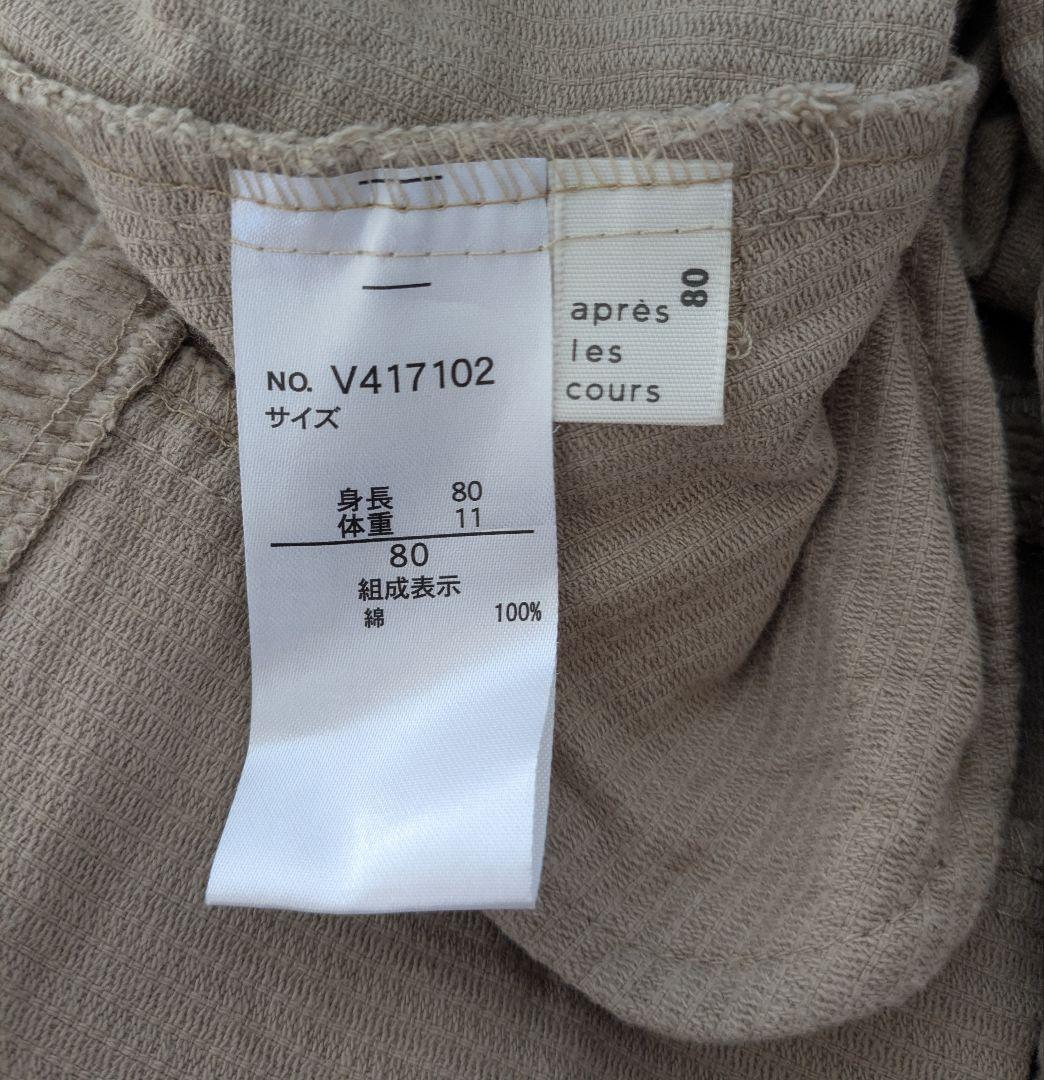 NO. V417102
サイズ
身長 80
体重 11
80
組成表示
綿 100%
80
après
les
cours